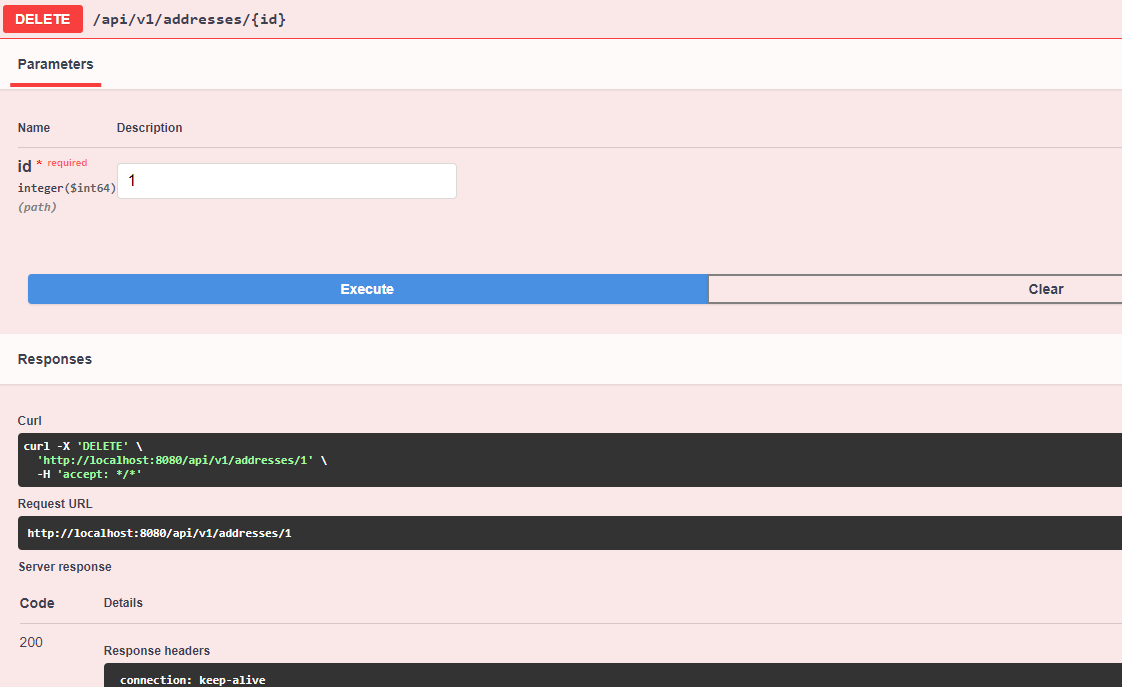 DELETE /api/v1/addresses/{id}
Parameters
Name Description
id * required
integer($int64)
(path)
1
Execute Clear
Responses
Curl
curl -X 'DELETE' \
'http://localhost:8080/api/v1/addresses/1' \
-H 'accept: */*'
Request URL
http://localhost:8080/api/v1/addresses/1
Server response
Code Details
200
Response headers
connection: keep-alive